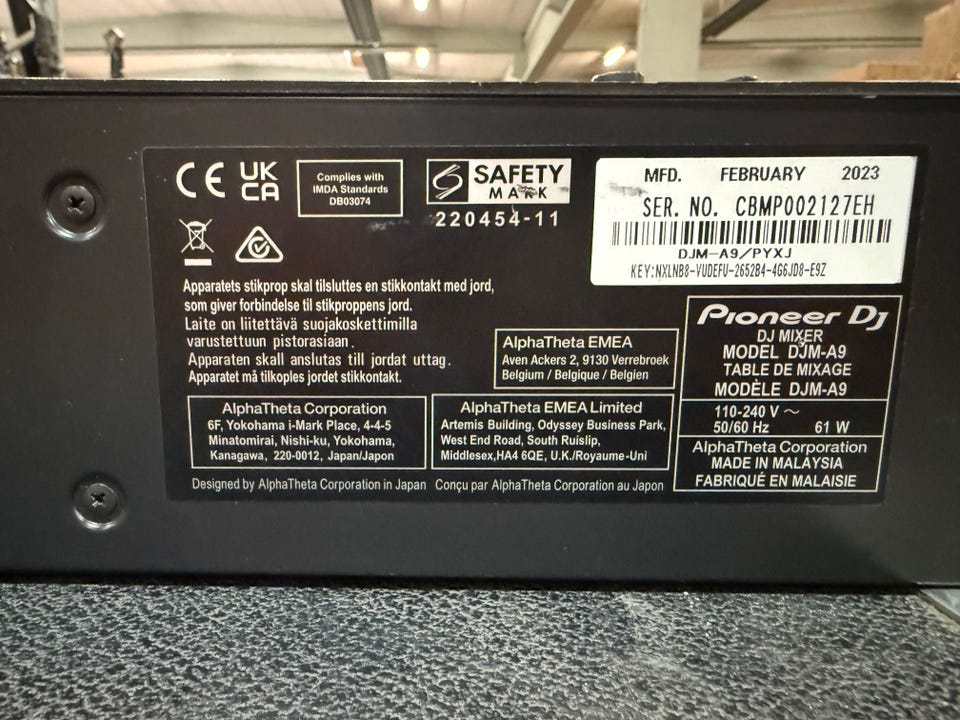 CE UK
CA
Complies with
IMDA Standards
DB03074
SAFETY
MARK
220454-11
MFD. FEBRUARY 2023
SER. NO. CBMP002127EH
DJM-A9/PYXJ
KEY:NXLNB8-VUDEFU-2652B4-4G6JD8-E9Z
Apparatets stikprop skal tilsluttes en stikkontakt med jord,
som giver forbindelse til stikproppens jord.
Laite on liitettävä suojakoskettimilla
varustettuun pistorasiaan.
Apparaten skall anslutas till jordat uttag.
Apparatet må tilkoples jordet stikkontakt.
AlphaTheta EMEA
Aven Ackers 2, 9130 Verrebroek
Belgium / Belgique / Belgien
AlphaTheta Corporation
6F, Yokohama i-Mark Place, 4-4-5
Minatomirai, Nishi-ku, Yokohama,
Kanagawa, 220-0012, Japan/Japon
AlphaTheta EMEA Limited
Artemis Building, Odyssey Business Park,
West End Road, South Ruislip,
Middlesex,HA4 6QE, U.K./Royaume-Uni
Designed by AlphaTheta Corporation in Japan Conçu par AlphaTheta Corporation au Japon
Pioneer Dj
DJ MIXER
MODEL DJM-A9
TABLE DE MIXAGE
MODÈLE DJM-A9
110-240 V ~
50/60 Hz 61 W
AlphaTheta Corporation
MADE IN MALAYSIA
FABRIQUÉ EN MALAISIE